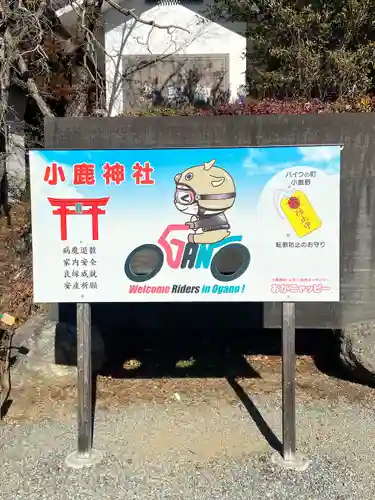 小鹿神社
病魔退散
家内安全
良縁成就
安産祈願
OGANO
Welcome Riders in Ogano !
バイクの町
小鹿野
転倒防止のお守り
おがニャッピー